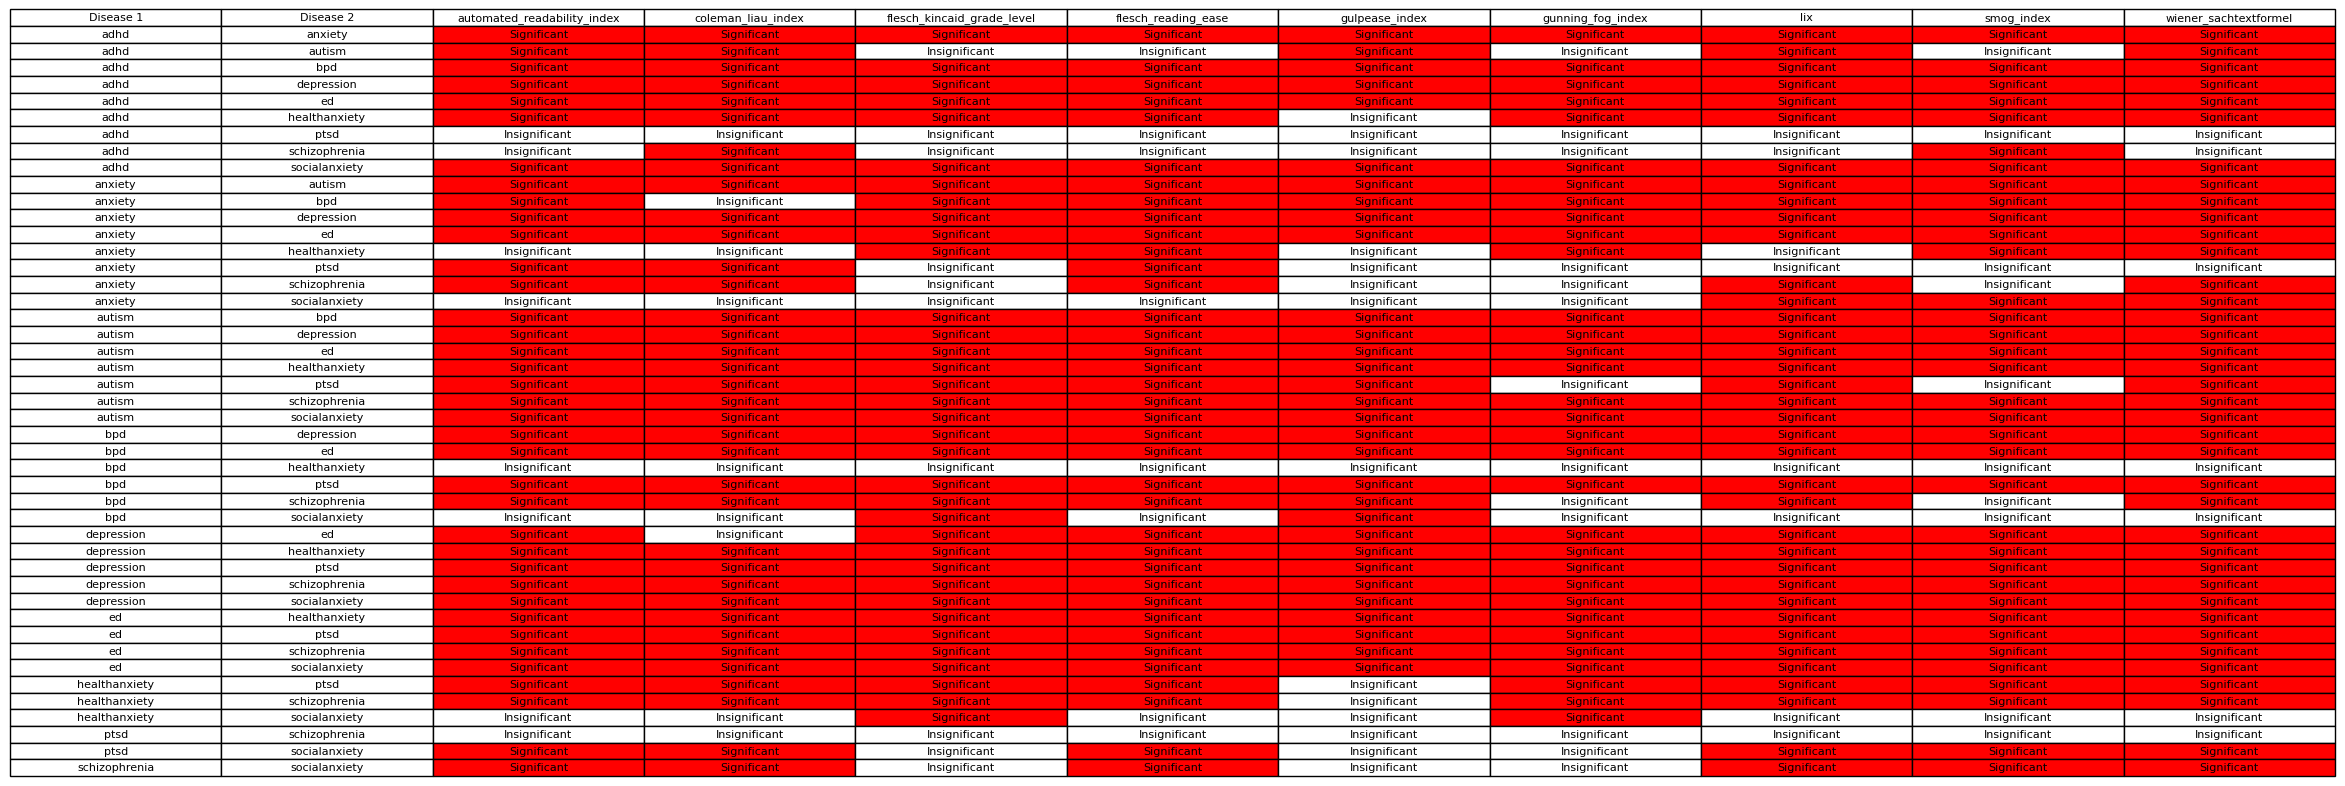 Disease 1 Disease 2 automated_readability_index coleman_liau_index flesch_kincaid_grade_level flesch_reading_ease gulpease_index gunning_fog_index lix smog_index wiener_sachtextformel
adhd anxiety Significant Significant Significant Significant Significant Significant Significant Significant Significant
adhd autism Significant Significant Insignificant Insignificant Significant Insignificant Significant Insignificant Significant
adhd bpd Significant Significant Significant Significant Significant Significant Significant Significant Significant
adhd depression Significant Significant Significant Significant Significant Significant Significant Significant Significant
adhd ed Significant Significant Significant Significant Significant Significant Significant Significant Significant
adhd healthanxiety Significant Significant Significant Significant Insignificant Significant Significant Significant Significant
adhd ptsd Insignificant Insignificant Insignificant Insignificant Insignificant Insignificant Insignificant Insignificant Insignificant
adhd schizophrenia Insignificant Significant Insignificant Insignificant Insignificant Insignificant Insignificant Significant Insignificant
adhd socialanxiety Significant Significant Significant Significant Significant Significant Significant Significant Significant
anxiety autism Significant Significant Significant Significant Significant Significant Significant Significant Significant
anxiety bpd Significant Insignificant Significant Significant Significant Significant Significant Significant Significant
anxiety depression Significant Significant Significant Significant Significant Significant Significant Significant Significant
anxiety ed Significant Significant Significant Significant Significant Significant Significant Significant Significant
anxiety healthanxiety Insignificant Insignificant Significant Significant Insignificant Significant Insignificant Significant Significant
anxiety ptsd Significant Significant Insignificant Significant Insignificant Insignificant Insignificant Insignificant Insignificant
anxiety schizophrenia Significant Significant Insignificant Significant Insignificant Insignificant Significant Insignificant Significant
anxiety socialanxiety Insignificant Insignificant Insignificant Insignificant Insignificant Insignificant Significant Significant Significant
autism bpd Significant Significant Significant Significant Significant Significant Significant Significant Significant
autism depression Significant Significant Significant Significant Significant Significant Significant Significant Significant
autism ed Significant Significant Significant Significant Significant Significant Significant Significant Significant
autism healthanxiety Significant Significant Significant Significant Significant Significant Significant Significant Significant
autism ptsd Significant Significant Significant Significant Significant Insignificant Significant Insignificant Significant
autism schizophrenia Significant Significant Significant Significant Significant Significant Significant Significant Significant
autism socialanxiety Significant Significant Significant Significant Significant Significant Significant Significant Significant
bpd depression Significant Significant Significant Significant Significant Significant Significant Significant Significant
bpd ed Significant Significant Significant Significant Significant Significant Significant Significant Significant
bpd healthanxiety Insignificant Insignificant Insignificant Insignificant Insignificant Insignificant Insignificant Insignificant Insignificant
bpd ptsd Significant Significant Significant Significant Significant Significant Significant Significant Significant
bpd schizophrenia Significant Significant Significant Significant Significant Insignificant Significant Insignificant Significant
bpd socialanxiety Insignificant Insignificant Significant Insignificant Significant Insignificant Insignificant Insignificant Insignificant
depression ed Significant Insignificant Significant Significant Significant Significant Significant Significant Significant
depression healthanxiety Significant Significant Significant Significant Significant Significant Significant Significant Significant
depression ptsd Significant Significant Significant Significant Significant Significant Significant Significant Significant
depression schizophrenia Significant Significant Significant Significant Significant Significant Significant Significant Significant
depression socialanxiety Significant Significant Significant Significant Significant Significant Significant Significant Significant
ed healthanxiety Significant Significant Significant Significant Significant Significant Significant Significant Significant
ed ptsd Significant Significant Significant Significant Significant Significant Significant Significant Significant
ed schizophrenia Significant Significant Significant Significant Significant Significant Significant Significant Significant
ed socialanxiety Significant Significant Significant Significant Significant Significant Significant Significant Significant
healthanxiety ptsd Significant Significant Significant Significant Insignificant Significant Significant Significant Significant
healthanxiety schizophrenia Significant Significant Significant Significant Insignificant Significant Significant Significant Significant
healthanxiety socialanxiety Insignificant Insignificant Significant Insignificant Insignificant Significant Insignificant Insignificant Insignificant
ptsd schizophrenia Insignificant Insignificant Insignificant Insignificant Insignificant Insignificant Insignificant Insignificant Insignificant
ptsd socialanxiety Significant Significant Insignificant Significant Insignificant Insignificant Significant Significant Significant
schizophrenia socialanxiety Significant Significant Insignificant Significant Insignificant Insignificant Significant Significant Significant